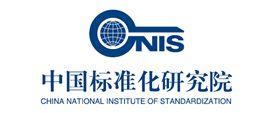 CNIS
中国标准化研究院
CHINA NATIONAL INSTITUTE OF STANDARDIZATION